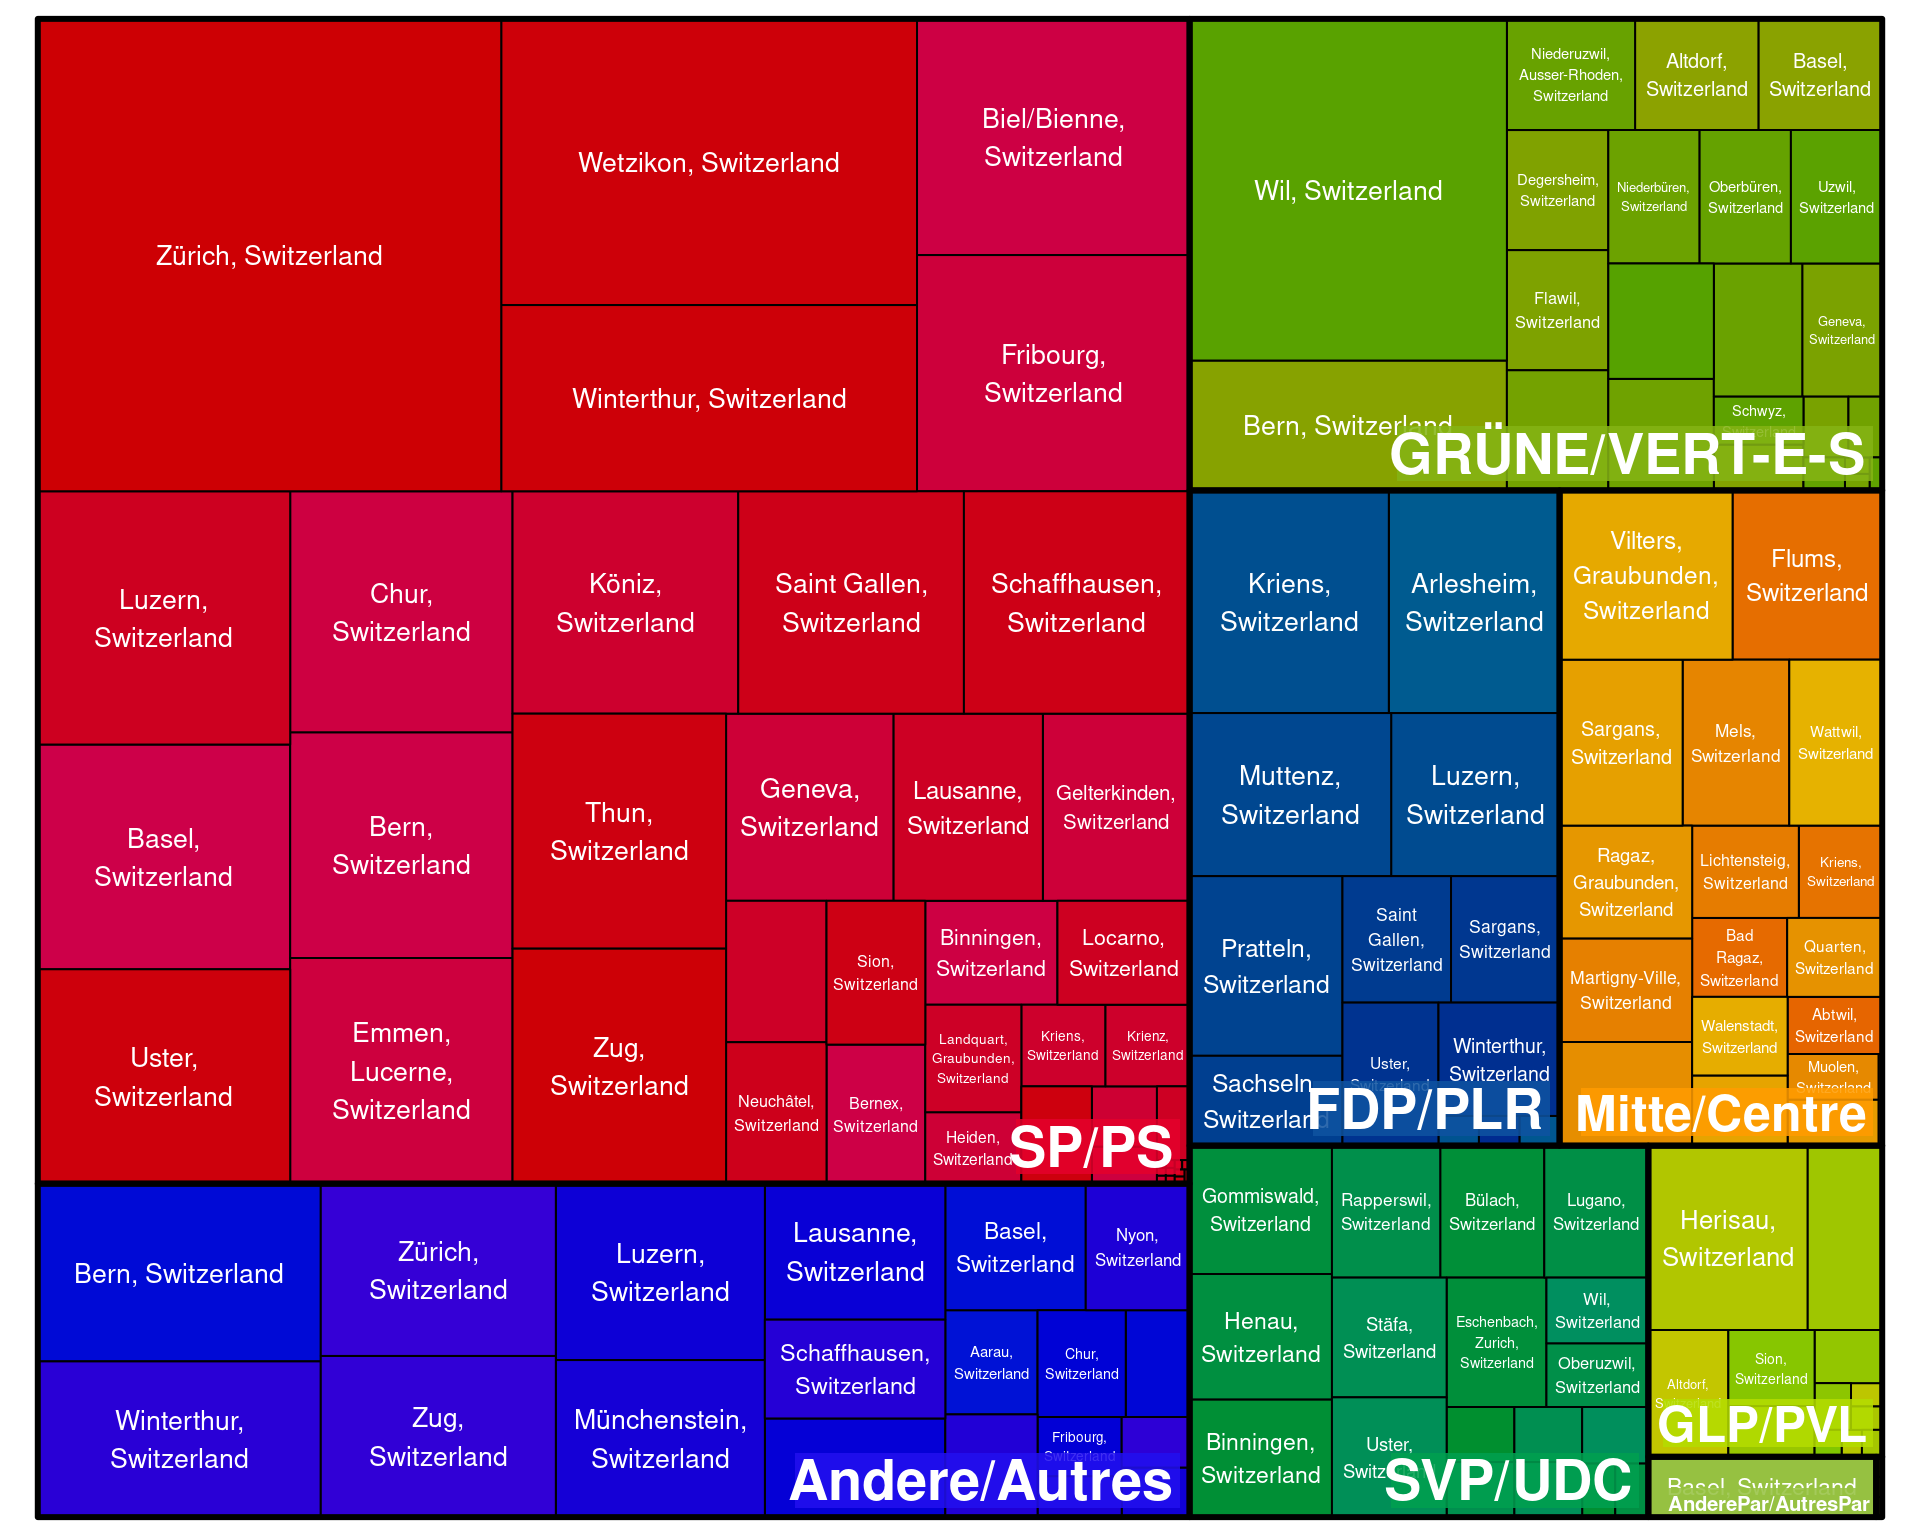 Zürich, Switzerland
Wetzikon, Switzerland
Winterthur, Switzerland
Biel/Bienne,
Switzerland
Fribourg,
Switzerland
Luzern,
Switzerland
Chur,
Switzerland
Köniz,
Switzerland
Saint Gallen,
Switzerland
Schaffhausen,
Switzerland
Basel,
Switzerland
Bern,
Switzerland
Thun,
Switzerland
Geneva,
Switzerland
Lausanne,
Switzerland
Gelterkinden,
Switzerland
Uster,
Switzerland
Emmen,
Lucerne,
Switzerland
Zug,
Switzerland
Sion,
Switzerland
Binningen,
Switzerland
Locarno,
Switzerland
Neuchâtel,
Switzerland
Bernex,
Switzerland
Landquart,
Graubunden,
Switzerland
Kriens,
Switzerland
Krienz,
Switzerland
Heiden,
Switzerland
SP/PS
Bern, Switzerland
Zürich,
Switzerland
Luzern,
Switzerland
Lausanne,
Switzerland
Basel,
Switzerland
Nyon,
Switzerland
Winterthur,
Switzerland
Zug,
Switzerland
Münchenstein,
Switzerland
Schaffhausen,
Switzerland
Aarau,
Switzerland
Chur,
Switzerland
Fribourg,
Switzerland
Andere/Autres
Wil, Switzerland
Bern, Switzerland
Niederuzwil,
Ausser-Rhoden,
Switzerland
Altdorf,
Switzerland
Basel,
Switzerland
Degersheim,
Switzerland
Niederbüren,
Switzerland
Oberbüren,
Switzerland
Uzwil,
Switzerland
Flawil,
Switzerland
Geneva,
Switzerland
Schwyz,
Switzerland
GRÜNE/VERT-E-S
Kriens,
Switzerland
Arlesheim,
Switzerland
Muttenz,
Switzerland
Luzern,
Switzerland
Pratteln,
Switzerland
Saint
Gallen,
Switzerland
Sargans,
Switzerland
Sachseln,
Switzerland
Uster,
Switzerland
Winterthur,
Switzerland
FDP/PLR
Vilters,
Graubunden,
Switzerland
Flums,
Switzerland
Sargans,
Switzerland
Mels,
Switzerland
Wattwil,
Switzerland
Ragaz,
Graubunden,
Switzerland
Lichtensteig,
Switzerland
Kriens,
Switzerland
Martigny-Ville,
Switzerland
Bad
Ragaz,
Switzerland
Quarten,
Switzerland
Walenstadt,
Switzerland
Abtwil,
Switzerland
Muolen,
Switzerland
Mitte/Centre
Gommiswald,
Switzerland
Rapperswil,
Switzerland
Bülach,
Switzerland
Lugano,
Switzerland
Henau,
Switzerland
Stäfa,
Switzerland
Eschenbach,
Zurich,
Switzerland
Wil,
Switzerland
Oberuzwil,
Switzerland
Binningen,
Switzerland
Uster,
Switzerland
SVP/UDC
Herisau,
Switzerland
Altdorf,
Switzerland
Sion,
Switzerland
GLP/PVL
Basel, Switzerland
AnderePar/AutresPar